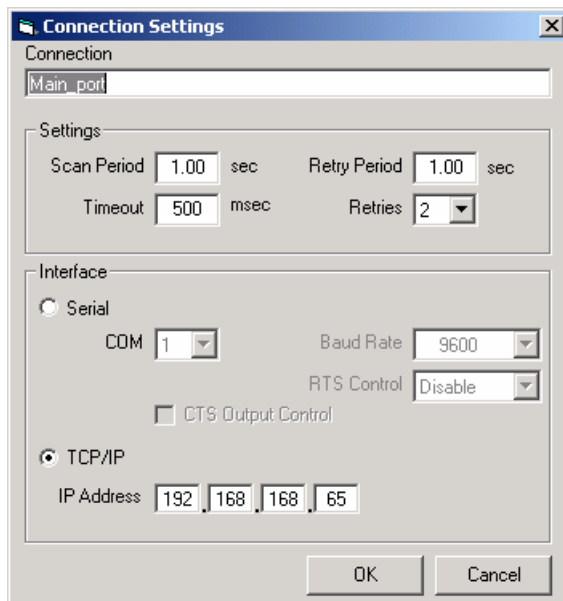 Connection Settings
Connection
Main_port
Settings
Scan Period 1.00 sec Retry Period 1.00 sec
Timeout 500 msec Retries 2
Interface
Serial
COM 1 Baud Rate 9600
RTS Control Disable
CTS Output Control
TCP/IP
IP Address 192.168.168.65
OK Cancel